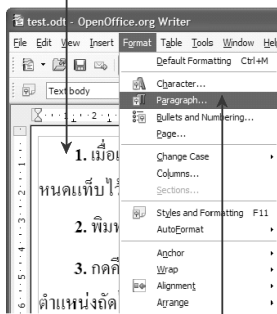 test.odt - OpenOffice.org Writer
File Edit View Insert Format Table Tools Window Help
Default Formatting Ctrl+M
Character...
Text body
Paragraph...
Bullets and Numbering...
Page...
Change Case
Columns...
Sections...
Styles and Formatting F11
AutoFormat
Anchor
Wrap
Alignment
Arrange
1. เมื่อ
หนดแท็บไว้
2. พิมพ
3. กดคี
ตำแหน่งถัด